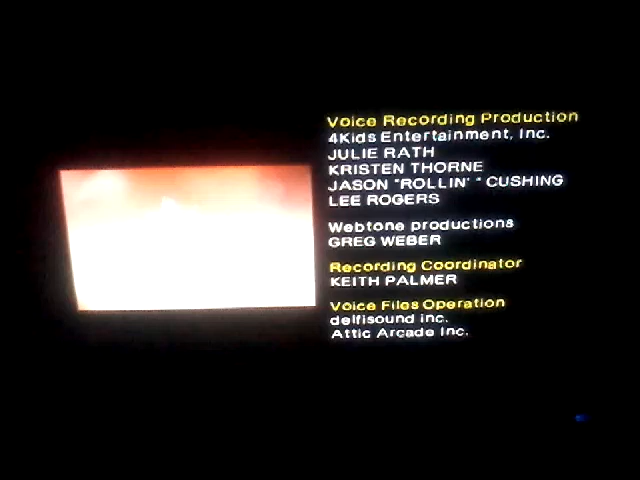 Voice Recording Production
4Kids Entertainment, Inc.
JULIE RATH
KRISTEN THORNE
JASON "ROLLIN' " CUSHING
LEE ROGERS
Webtone productions
GREG WEBER
Recording Coordinator
KEITH PALMER
Voice Files Operation
delfisound inc.
Attic Arcade Inc.